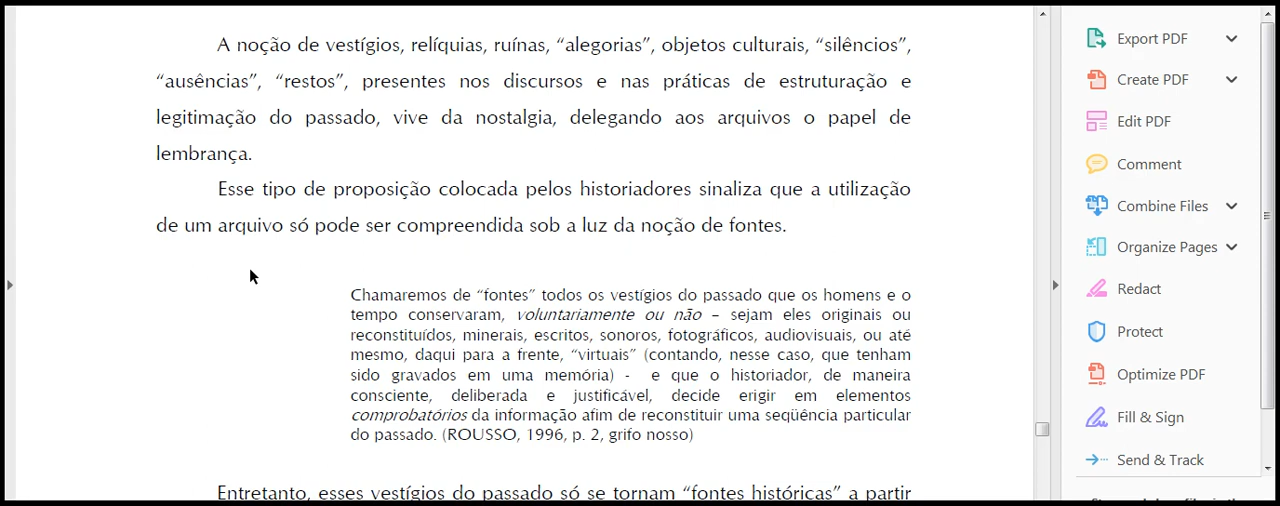 A noção de vestígios, relíquias, ruínas, “alegorias”, objetos culturais, “silêncios”,
“ausências”, “restos”, presentes nos discursos e nas práticas de estruturação e
legitimação do passado, vive da nostalgia, delegando aos arquivos o papel de
lembrança.
Esse tipo de proposição colocada pelos historiadores sinaliza que a utilização
de um arquivo só pode ser compreendida sob a luz da noção de fontes.
Chamaremos de “fontes” todos os vestígios do passado que os homens e o
tempo conservaram, voluntariamente ou não – sejam eles originais ou
reconstituídos, minerais, escritos, sonoros, fotográficos, audiovisuais, ou até
mesmo, daqui para a frente, “virtuais” (contando, nesse caso, que tenham
sido gravados em uma memória) - e que o historiador, de maneira
consciente, deliberada e justificável, decide erigir em elementos
comprobatórios da informação afim de reconstituir uma seqüência particular
do passado. (ROUSSO, 1996, p. 2, grifo nosso)
Entretanto, esses vestígios do passado só se tornam “fontes históricas” a partir
Export PDF
Create PDF
Edit PDF
Comment
Combine Files
Organize Pages
Redact
Protect
Optimize PDF
Fill & Sign
Send & Track